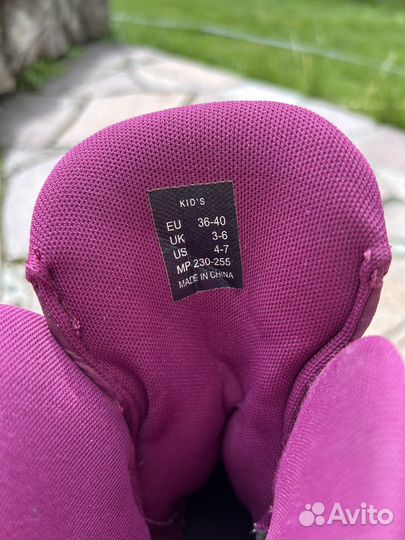 KID'S
EU 36-40
UK 3-6
US 4-7
MP 230-255
MADE IN CHINA
Avito